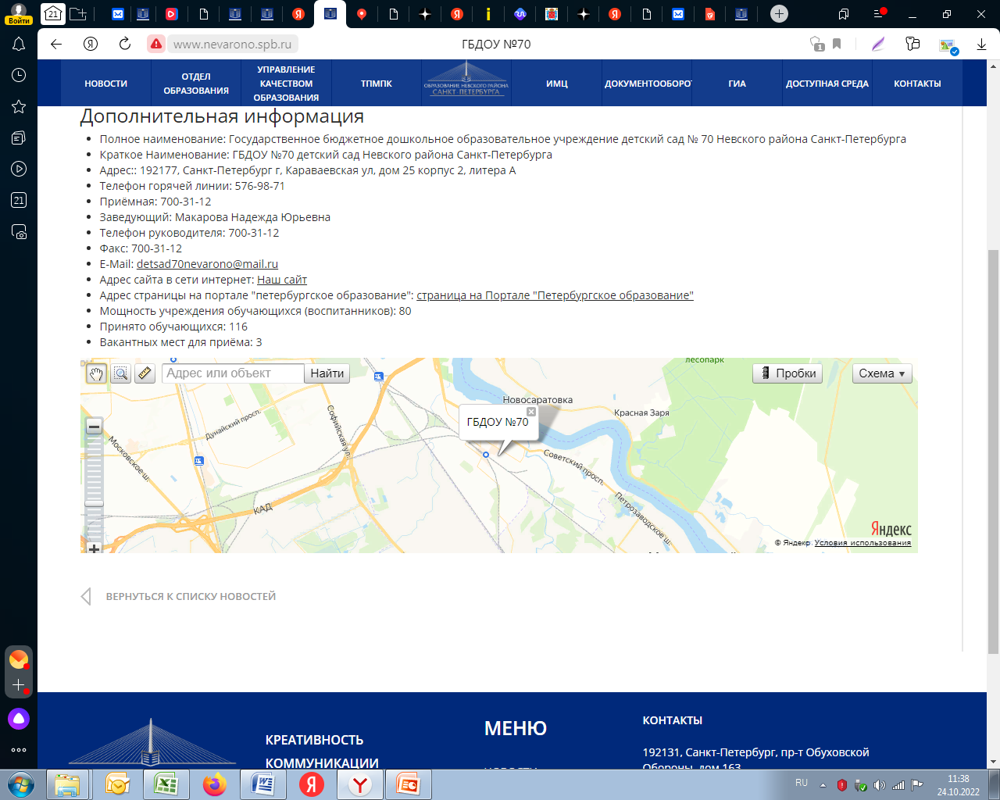 21
Войти
www.nevarono.spb.ru
ГБДОУ №70
1
НОВОСТИ
ОТДЕЛ
ОБРАЗОВАНИЯ
УПРАВЛЕНИЕ
КАЧЕСТВОМ
ОБРАЗОВАНИЯ
ТПМПК
ОБРАЗОВАНИЕ НЕВСКОГО РАЙОНА
САНКТ-ПЕТЕРБУРГА
ИМЦ
ДОКУМЕНТООБОРОТ
ГИА
ДОСТУПНАЯ СРЕДА
КОНТАКТЫ
Дополнительная информация
Полное наименование: Государственное бюджетное дошкольное образовательное учреждение детский сад № 70 Невского района Санкт-Петербурга
Краткое Наименование: ГБДОУ №70 детский сад Невского района Санкт-Петербурга
Адрес:: 192177, Санкт-Петербург г, Караваевская ул, дом 25 корпус 2, литера А
Телефон горячей линии: 576-98-71
Приёмная: 700-31-12
Заведующий: Макарова Надежда Юрьевна
Телефон руководителя: 700-31-12
Факс: 700-31-12
E-Mail: detsad70nevarono@mail.ru
Адрес сайта в сети интернет: Наш сайт
Адрес страницы на портале "петербургское образование": страница на Портале "Петербургское образование"
Мощность учреждения обучающихся (воспитанников): 80
Принято обучающихся: 116
Вакантных мест для приёма: 3
21
Адрес или объект
Найти
Пробки
Схема
лесопарк
Новосаратовка
Красная Заря
ГБДОУ №70
Дунайский просп.
Софийская ул.
Московское ш.
Советский просп.
Петрозаводское ш.
КАД
Яндекс
© Яндекс Условия использования
ВЕРНУТЬСЯ К СПИСКУ НОВОСТЕЙ
КРЕАТИВНОСТЬ
КОММУНИКАЦИИ
МЕНЮ
НОВОСТИ
КОНТАКТЫ
192131, Санкт-Петербург, пр-т Обуховской
Обороны, дом 163
RU
11:38
24.10.2022